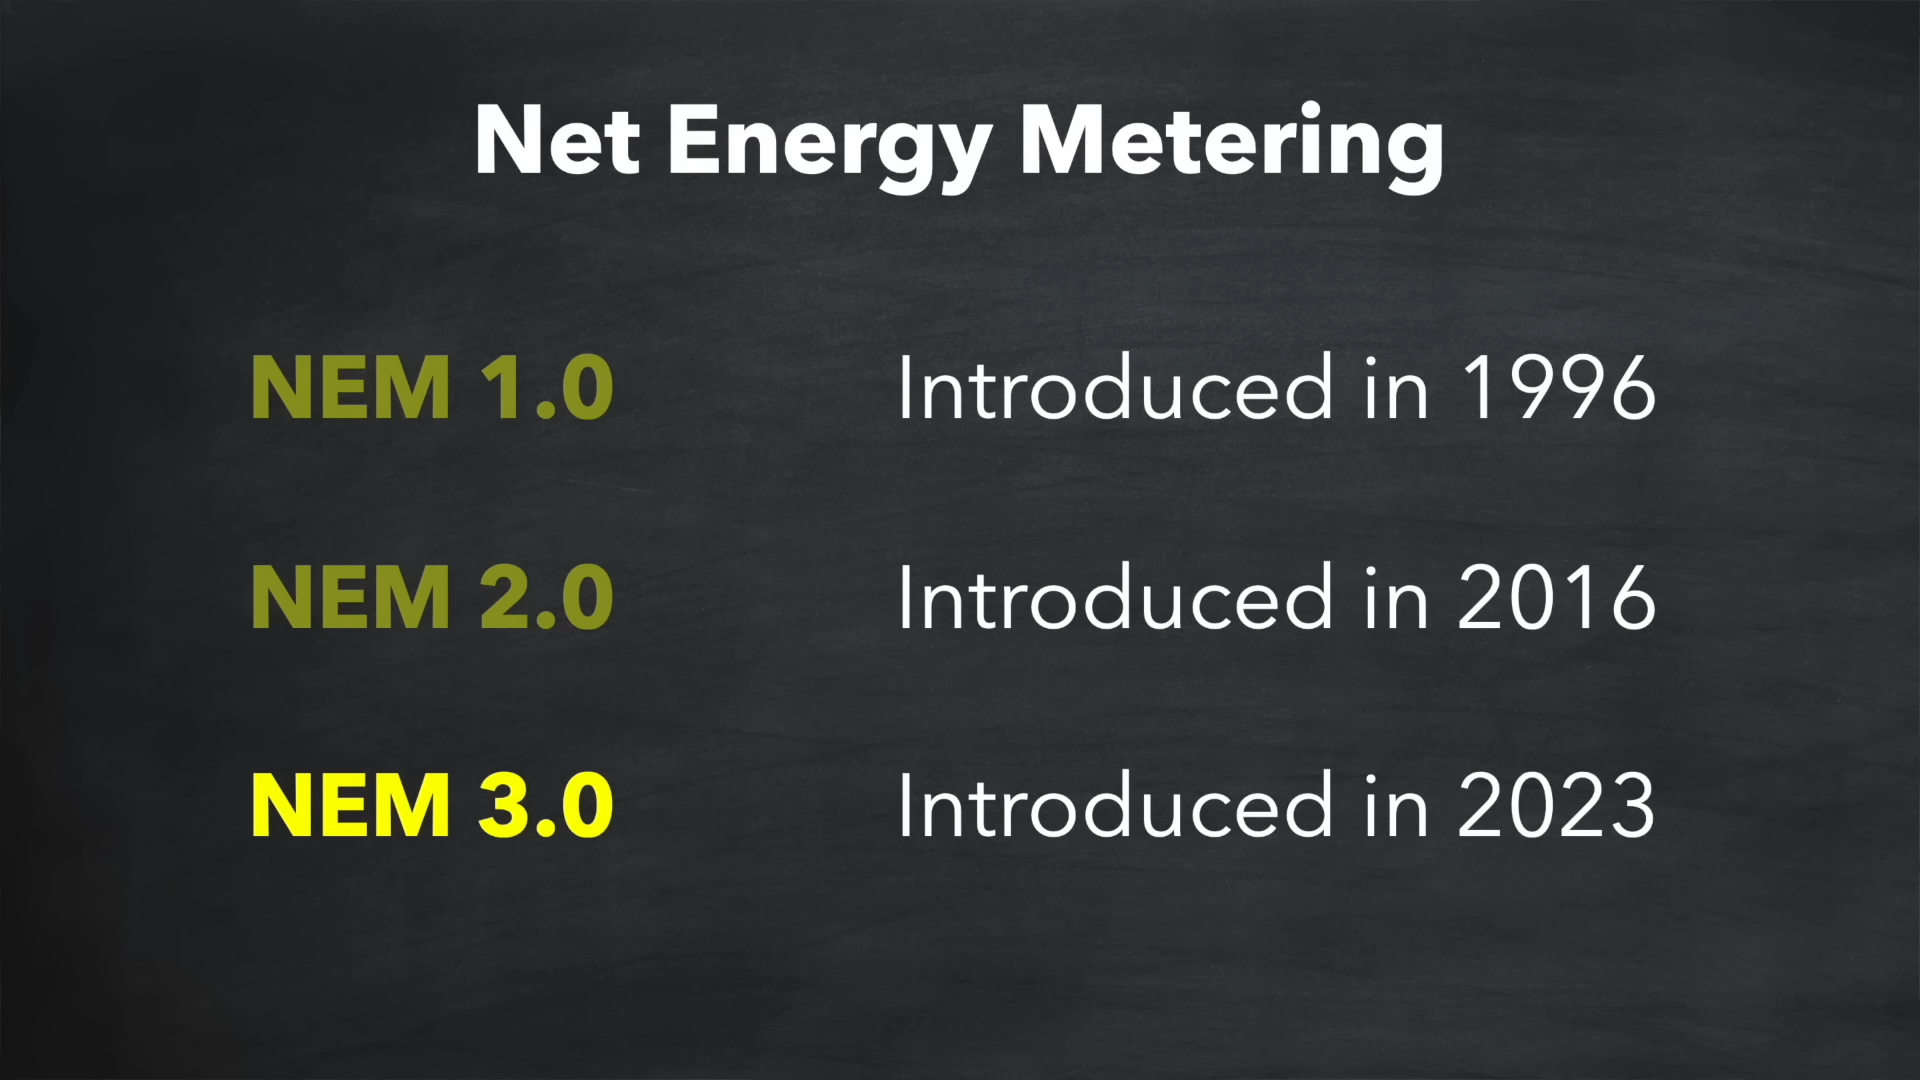 Net Energy Metering
NEM 1.0 Introduced in 1996
NEM 2.0 Introduced in 2016
NEM 3.0 Introduced in 2023